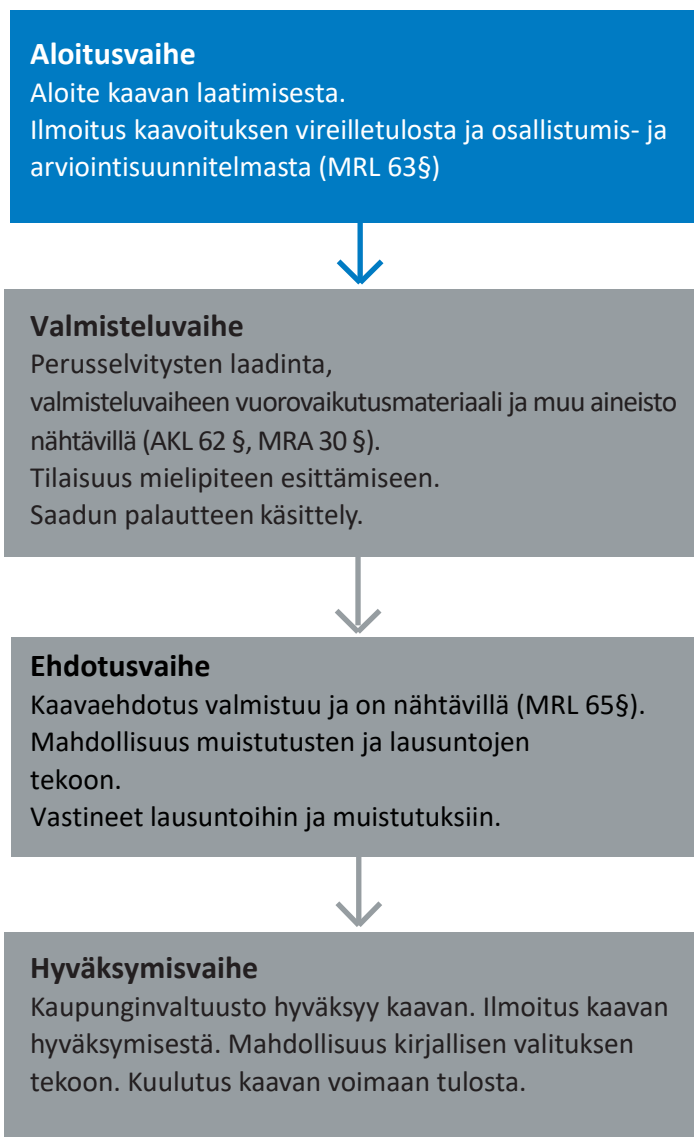 Aloitusvaihe
Aloite kaavan laatimisesta.
Ilmoitus kaavoituksen vireilletulosta ja osallistumis- ja
arviointisuunnitelmasta (MRL 63§)
Valmisteluvaihe
Perusselvitysten laadinta,
valmisteluvaiheen vuorovaikutusmateriaali ja muu aineisto
nähtävillä (AKL 62 §, MRA 30 §).
Tilaisuus mielipiteen esittämiseen.
Saadun palautteen käsittely.
Ehdotusvaihe
Kaavaehdotus valmistuu ja on nähtävillä (MRL 65§).
Mahdollisuus muistutusten ja lausuntojen
tekoon.
Vastineet lausuntoihin ja muistutuksiin.
Hyväksymisvaihe
Kaupunginvaltuusto hyväksyy kaavan. Ilmoitus kaavan
hyväksymisestä. Mahdollisuus kirjallisen valituksen
tekoon. Kuulutus kaavan voimaan tulosta.